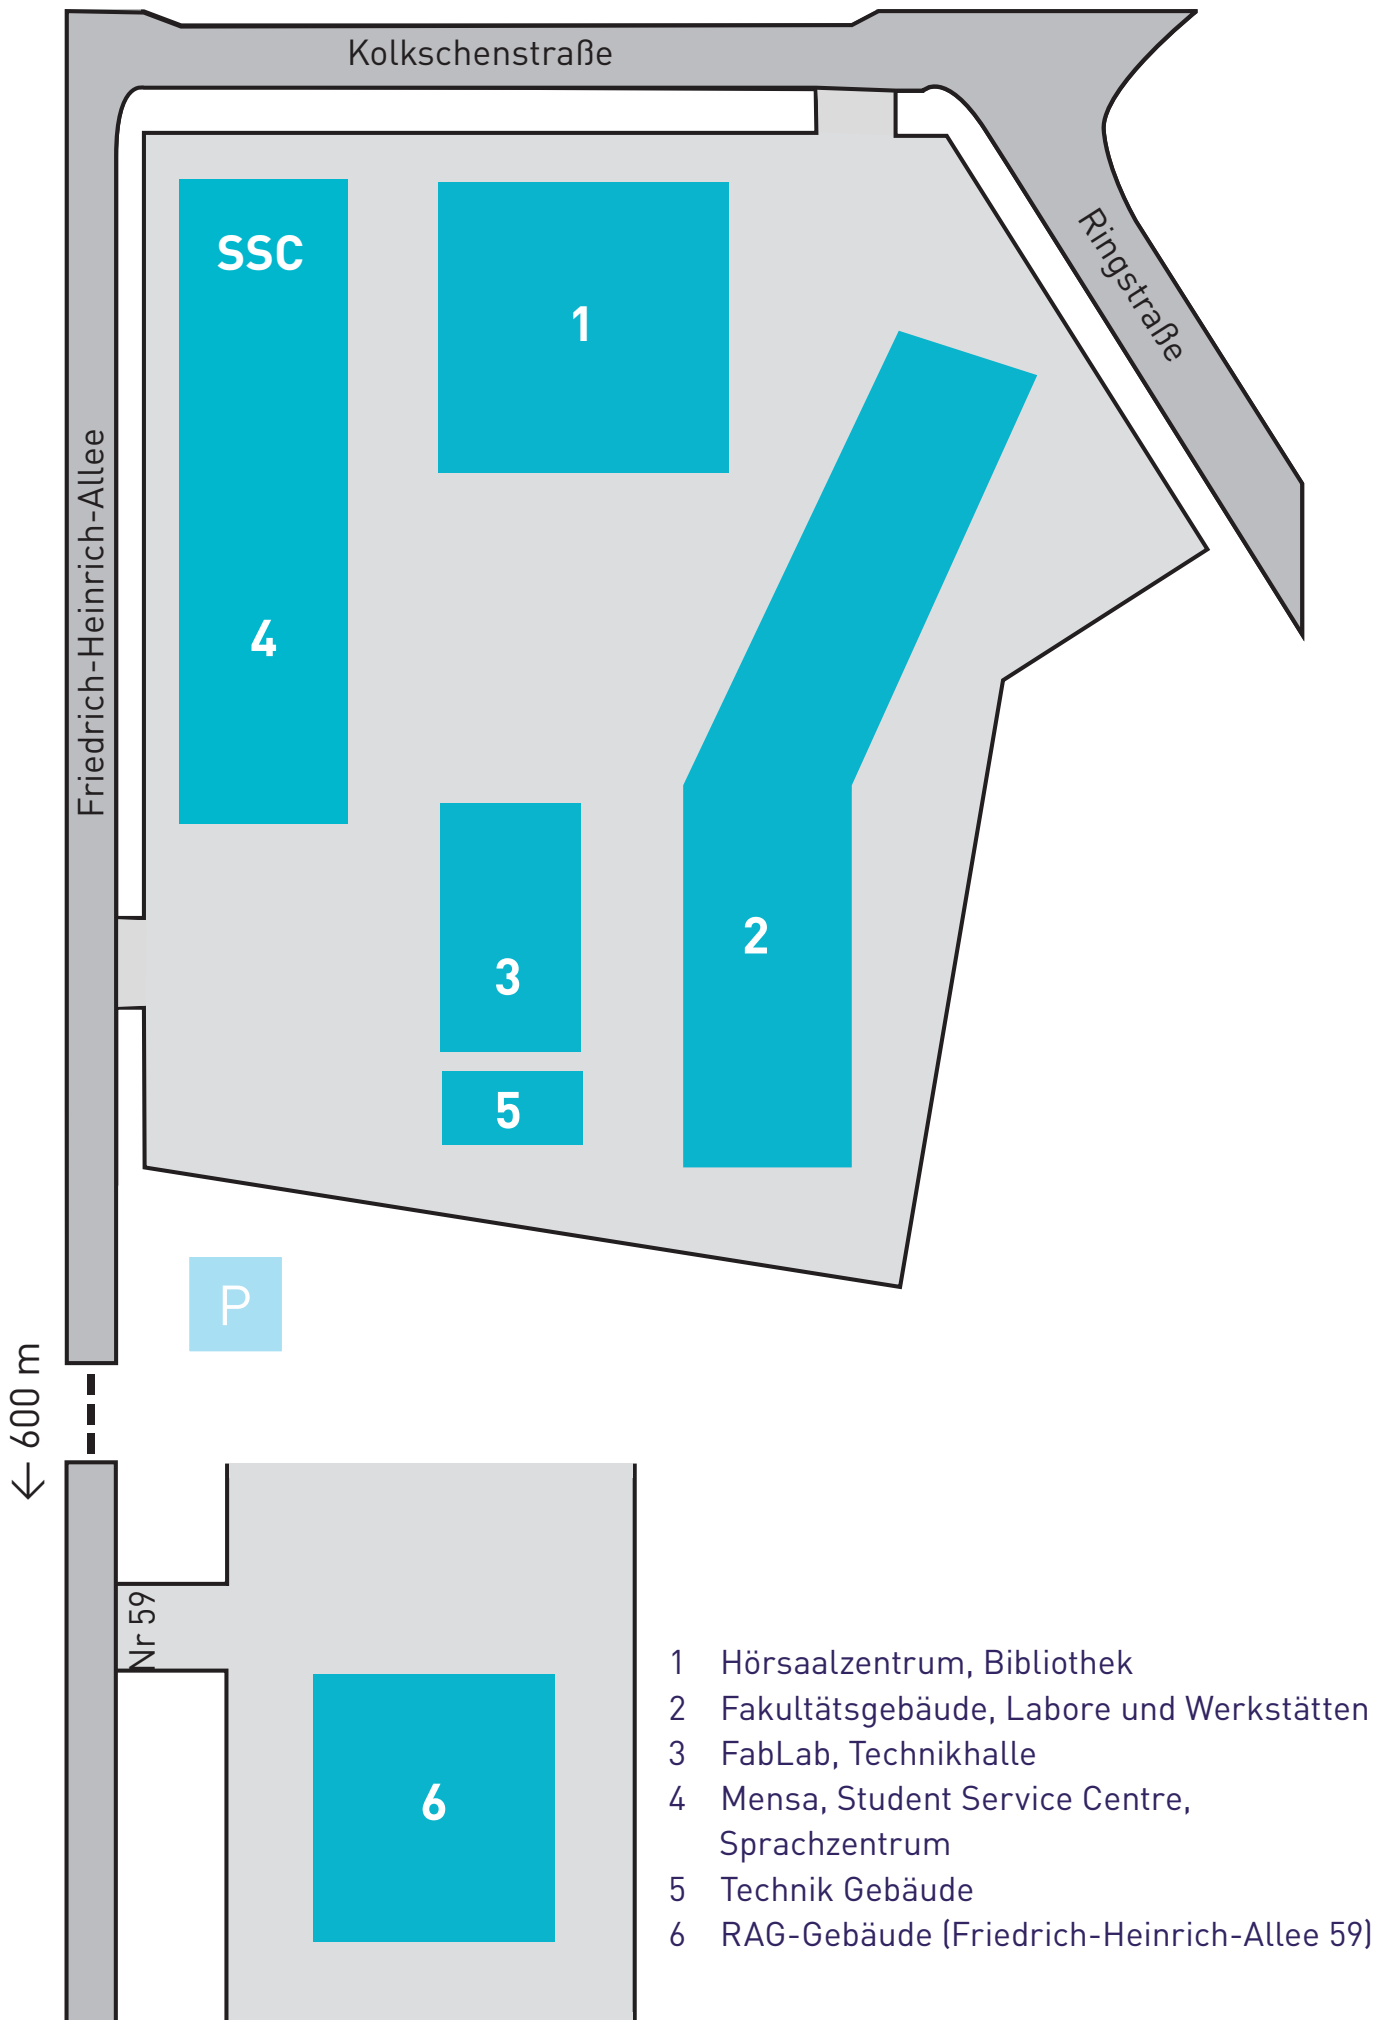 Kolkschenstraße
Ringstraße
Friedrich-Heinrich-Allee
SSC
1
4
2
3
5
P
← 600 m
Nr 59
6
1 Hörsaalzentrum, Bibliothek
2 Fakultätsgebäude, Labore und Werkstätten
3 FabLab, Technikhalle
4 Mensa, Student Service Centre,
Sprachzentrum
5 Technik Gebäude
6 RAG-Gebäude (Friedrich-Heinrich-Allee 59)